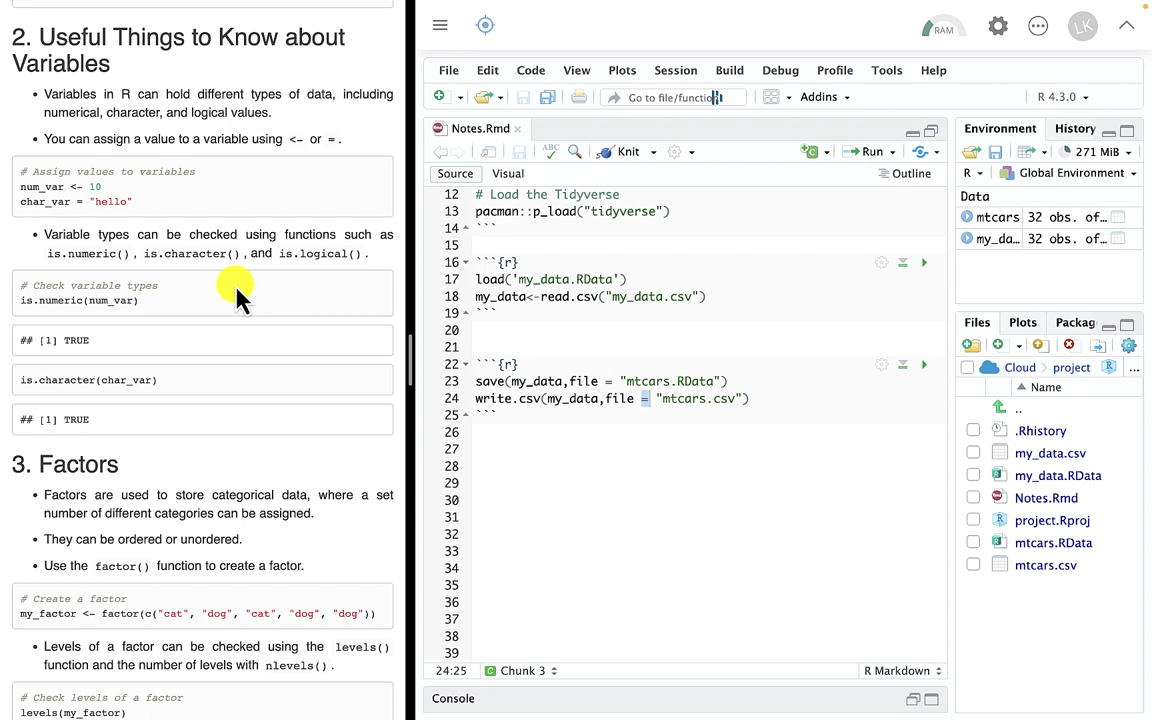 2. Useful Things to Know about
Variables
• Variables in R can hold different types of data, including
numerical, character, and logical values.
• You can assign a value to a variable using <- or =.
# Assign values to variables
num_var <- 10
char_var = "hello"
• Variable types can be checked using functions such as
is.numeric(), is.character(), and is.logical().
# Check variable types
is.numeric(num_var)
## [1] TRUE
is.character(char_var)
## [1] TRUE
3. Factors
• Factors are used to store categorical data, where a set
number of different categories can be assigned.
• They can be ordered or unordered.
• Use the factor() function to create a factor.
# Create a factor
my_factor <- factor(c("cat", "dog", "cat", "dog", "dog"))
• Levels of a factor can be checked using the levels()
function and the number of levels with nlevels().
# Check levels of a factor
levels(my_factor)
RAM
LK
File Edit Code View Plots Session Build Debug Profile Tools Help
Go to file/function
Addins
R 4.3.0
Notes.Rmd
ABC
Knit
Run
Source Visual
Outline
12 # Load the Tidyverse
13 pacman::p_load("tidyverse")
14 ```
15
16 ```{r}
17 load('my_data.RData')
18 my_data<-read.csv("my_data.csv")
19 ```
20
21
22 ```{r}
23 save(my_data,file = "mtcars.RData")
24 write.csv(my_data,file = "mtcars.csv")
25 ```
26
27
28
29
30
31
32
33
34
35
36
37
38
39
24:25 C Chunk 3
R Markdown
Console
Environment History
271 MiB
R Global Environment
Data
mtcars 32 obs. of…
my_da… 32 obs. of…
Files Plots Packag
Cloud > project R ...
Name
..
.Rhistory
my_data.csv
my_data.RData
Notes.Rmd
project.Rproj
mtcars.RData
mtcars.csv